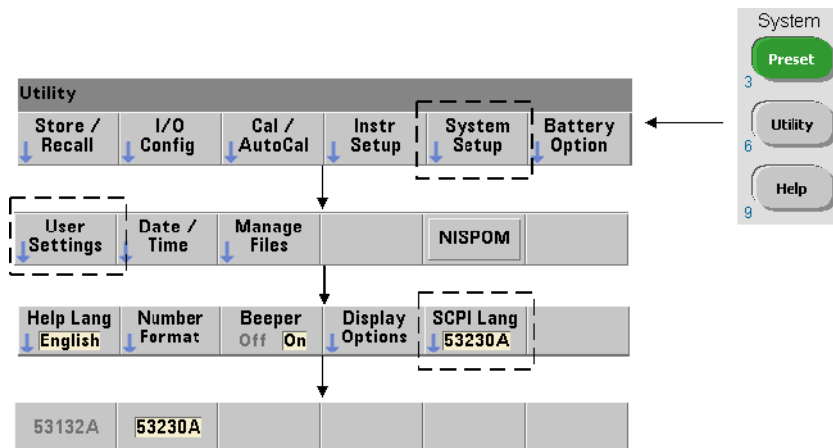 System
Preset
3
Utility
6
Help
9
Utility
Store / Recall
I/O Config
Cal / AutoCal
Instr Setup
System Setup
Battery Option
User Settings
Date / Time
Manage Files
NISPOM
Help Lang English
Number Format
Beeper Off On
Display Options
SCPI Lang 53230A
53132A
53230A